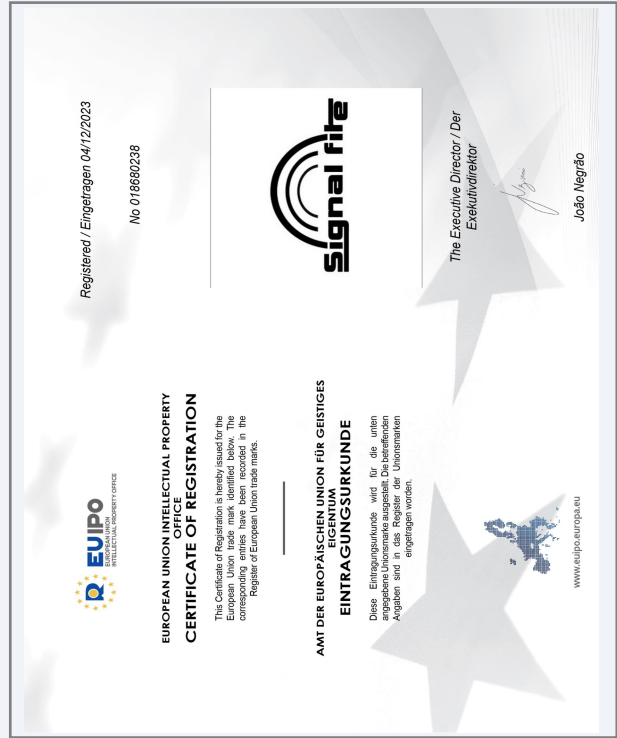 EUIPO
EUROPEAN UNION
INTELLECTUAL PROPERTY OFFICE
Registered / Eingetragen 04/12/2023
No 018680238
EUROPEAN UNION INTELLECTUAL PROPERTY
OFFICE
CERTIFICATE OF REGISTRATION
This Certificate of Registration is hereby issued for the
European Union trade mark identified below. The
corresponding entries have been recorded in the
Register of European Union trade marks.
Signal fire
AMT DER EUROPÄISCHEN UNION FÜR GEISTIGES
EIGENTUM
EINTRAGUNGSURKUNDE
Diese Eintragungsurkunde wird für die unten
angegebene Unionsmarke ausgestellt. Die betreffenden
Angaben sind in das Register der Unionsmarken
eingetragen worden.
The Executive Director / Der
Exekutivdirektor
João Negrão
www.euipo.europa.eu